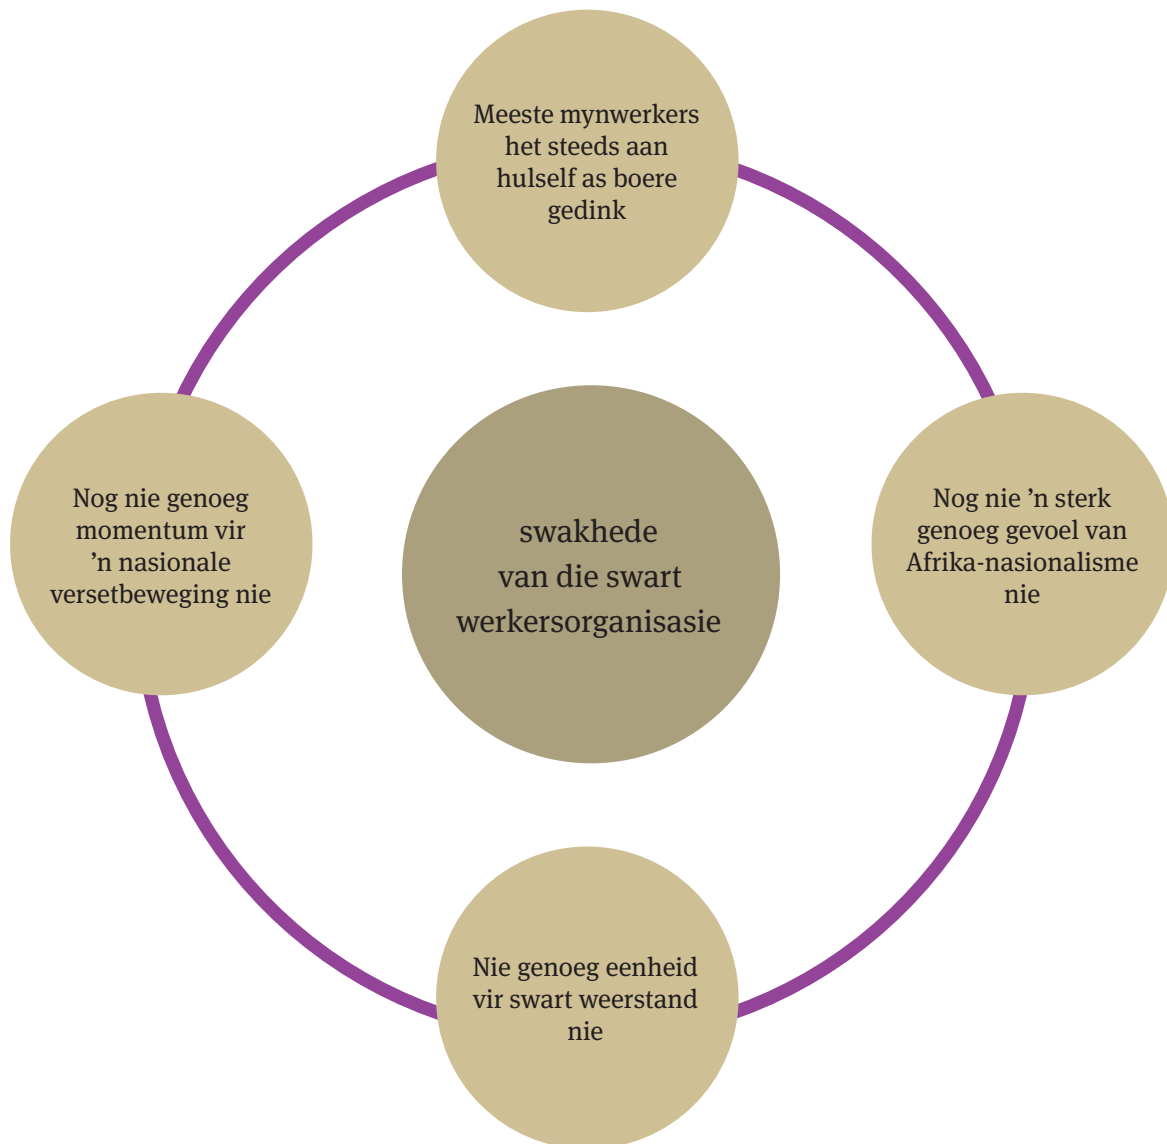 Meeste mynwerkers
het steeds aan
hulself as boere
gedink
Nog nie genoeg
momentum vir
’n nasionale
versetbeweging nie
swakhede
van die swart
werkersorganisasie
Nog nie ’n sterk
genoeg gevoel van
Afrika-nasionalisme
nie
Nie genoeg eenheid
vir swart weerstand
nie